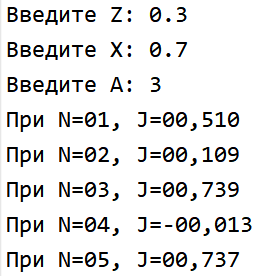 Введите Z: 0.3
Введите X: 0.7
Введите A: 3
При N=01, J=00,510
При N=02, J=00,109
При N=03, J=00,739
При N=04, J=-00,013
При N=05, J=00,737